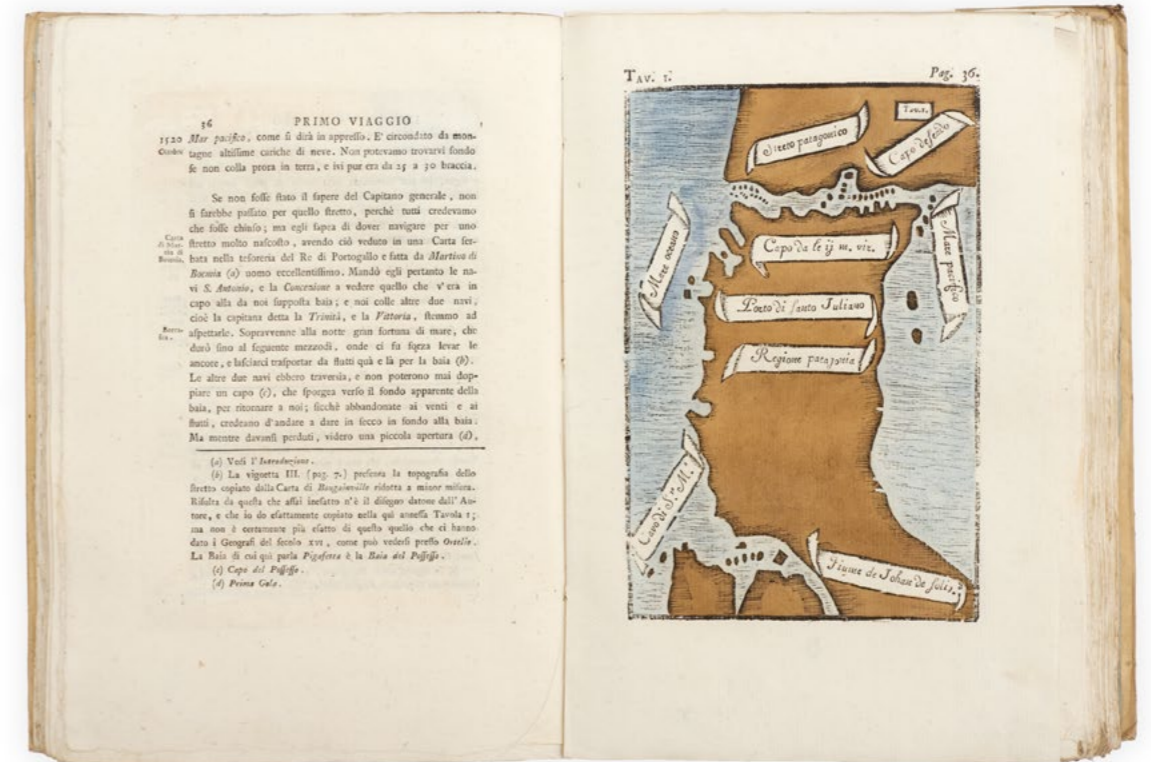 36 PRIMO VIAGGIO
1520 Mar pacifico, come ſi dirà in appreſſo. E' circondato da mon-
Ottobre tagne altiſſime cariche di neve. Non potevamo trovarvi fondo
ſe non colla prora in terra, e ivi pur era da 25 a 30 braccia.
Se non foſſe ſtato il ſapere del Capitano generale, non
ſi ſarebbe paſſato per quello ſtretto, perchè tutti credevamo
che foſſe chiuſo; ma egli ſapea di dover navigare per uno
Carta
di Mar-
tin di
Boemia.
ſtretto molto naſcoſto, avendo ciò veduto in una Carta ſer-
bata nella teſoreria del Re di Portogallo e fatta da Martino di
Boemia (a) uomo eccellentiſſimo. Mandò egli pertanto le na-
vi S. Antonio, e la Concezione a vedere quello che v'era in
capo alla da noi ſuppoſta baia; e noi colle altre due navi,
cioè la capitana detta la Trinità, e la Vittoria, ſtemmo ad
Borra-
ſca.
aſpettarle. Sopravvenne alla notte gran fortuna di mare, che
durò fino al ſeguente mezzodì, onde ci fu forza levar le
ancore, e laſciarci traſportar da flutti quà e là per la baia (b).
Le altre due navi ebbero traverſia, e non poterono mai dop-
piare un capo (c), che ſporgea verſo il fondo apparente della
baia, per ritornare a noi; ſicchè abbandonate ai venti e ai
flutti, credeano d'andare a dare in ſecco in fondo alla baia.
Ma mentre davanſi perduti, videro una piccola apertura (d),
(a) Vedi l'Introduzione.
(b) La vignetta III. (pag. 7.) preſenta la topografia dello
ſtretto copiato dalla Carta di Bougainville ridotta a minor miſura.
Riſulta da queſta che aſſai ineſatto n'è il diſegno datone dall'Au-
tore, e che io do eſattamente copiato nella quì anneſſa Tavola 1;
ma non è certamente più eſatto di queſto quello che ci hanno
dato i Geografi del ſecolo XVI, come può vederſi preſſo Ortelio.
La Baia di cui quì parla Pigafetta è la Baia del Poſſeſſo.
(c) Capo del Poſſeſſo.
(d) Prima Gola.
TAV. 1. Pag. 36.
Stretto patagonico
Capo deſeado
Mare oceano
Mare pacifico
Capo da le ij m. vir.
Porto di ſanto Juliano
Regione patagonia
Cavo di Sta. Ma.
Fiume de Johan de ſolis.